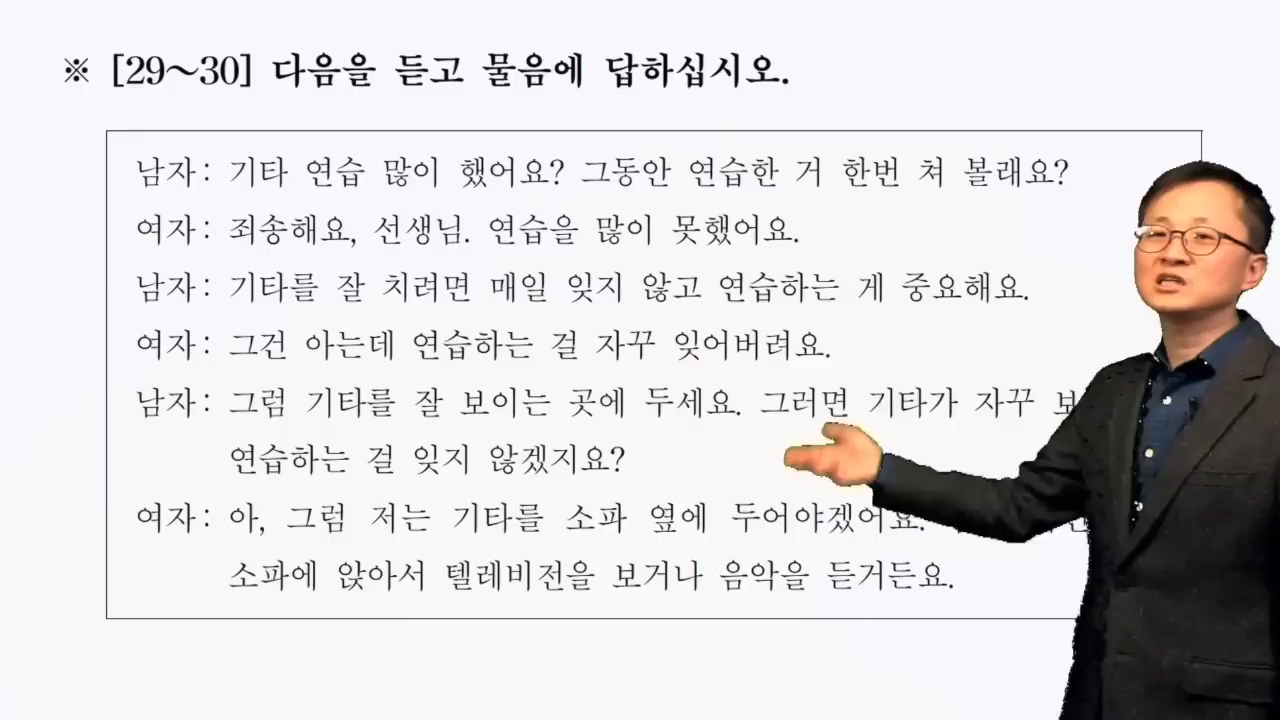 ※ [29～30] 다음을 듣고 물음에 답하십시오.
남자: 기타 연습 많이 했어요? 그동안 연습한 거 한번 쳐 볼래요?
여자: 죄송해요, 선생님. 연습을 많이 못했어요.
남자: 기타를 잘 치려면 매일 잊지 않고 연습하는 게 중요해요.
여자: 그건 아는데 연습하는 걸 자꾸 잊어버려요.
남자: 그럼 기타를 잘 보이는 곳에 두세요. 그러면 기타가 자꾸
연습하는 걸 잊지 않겠지요?
여자: 아, 그럼 저는 기타를 소파 옆에 두어야겠어요.
소파에 앉아서 텔레비전을 보거나 음악을 듣거든요.